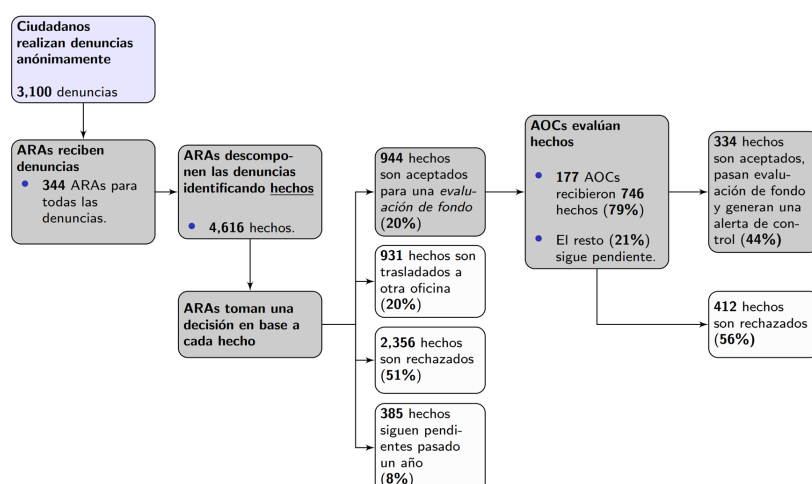 Ciudadanos
realizan denuncias
anónimamente
3,100 denuncias
ARAs reciben
denuncias
• 344 ARAs para
todas las
denuncias.
ARAs descompo-
nen las denuncias
identificando hechos
• 4,616 hechos.
ARAs toman una
decisión en base a
cada hecho
944 hechos
son aceptados
para una evalu-
ación de fondo
(20%)
931 hechos son
trasladados a
otra oficina
(20%)
2,356 hechos
son rechazados
(51%)
385 hechos
siguen pendi-
entes pasado
un año
(8%)
AOCs evalúan
hechos
• 177 AOCs
recibieron 746
hechos (79%)
• El resto (21%)
sigue pendiente.
334 hechos
son aceptados,
pasan evalu-
ación de fondo
y generan una
alerta de con-
trol (44%)
412 hechos
son rechazados
(56%)